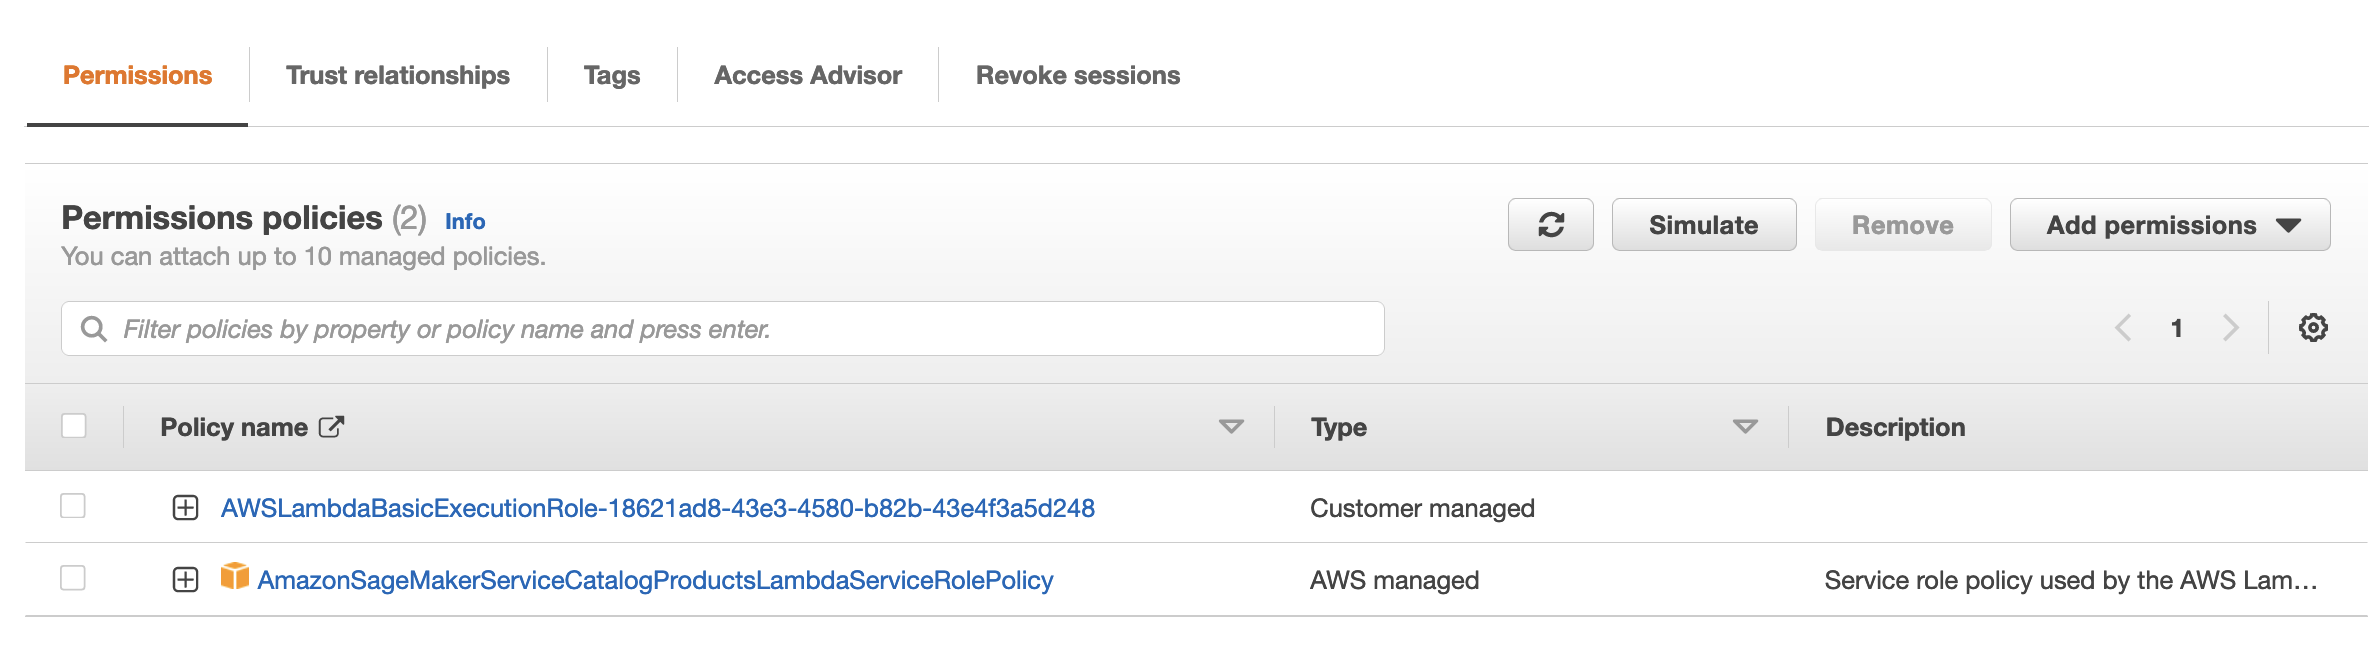 Permissions Trust relationships Tags Access Advisor Revoke sessions
Permissions policies (2) Info
You can attach up to 10 managed policies.
Simulate Remove Add permissions
Filter policies by property or policy name and press enter.
1
Policy name Type Description
AWSLambdaBasicExecutionRole-18621ad8-43e3-4580-b82b-43e4f3a5d248 Customer managed
AmazonSageMakerServiceCatalogProductsLambdaServiceRolePolicy AWS managed Service role policy used by the AWS Lam...